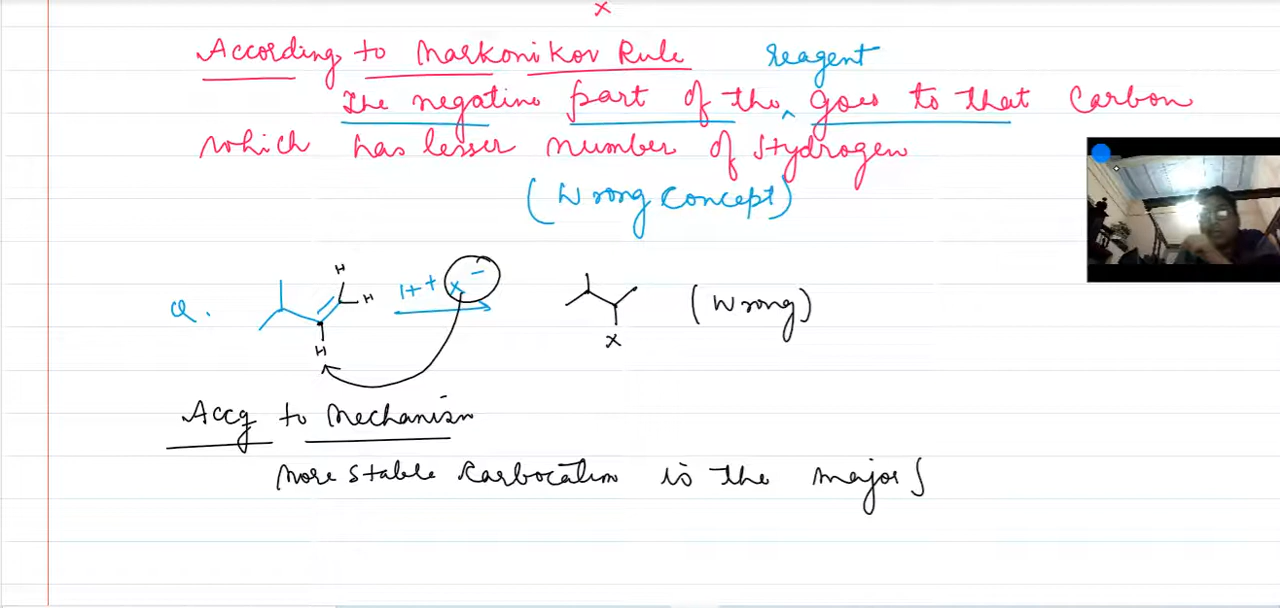 x
According to Markonikov Rule reagent
The negative part of the ^ goes to that Carbon
which has lesser number of Hydrogen
(Wrong Concept)
Q. H H H H+ x- X (Wrong)
Accg to Mechanism
More stable Carbocation is the major